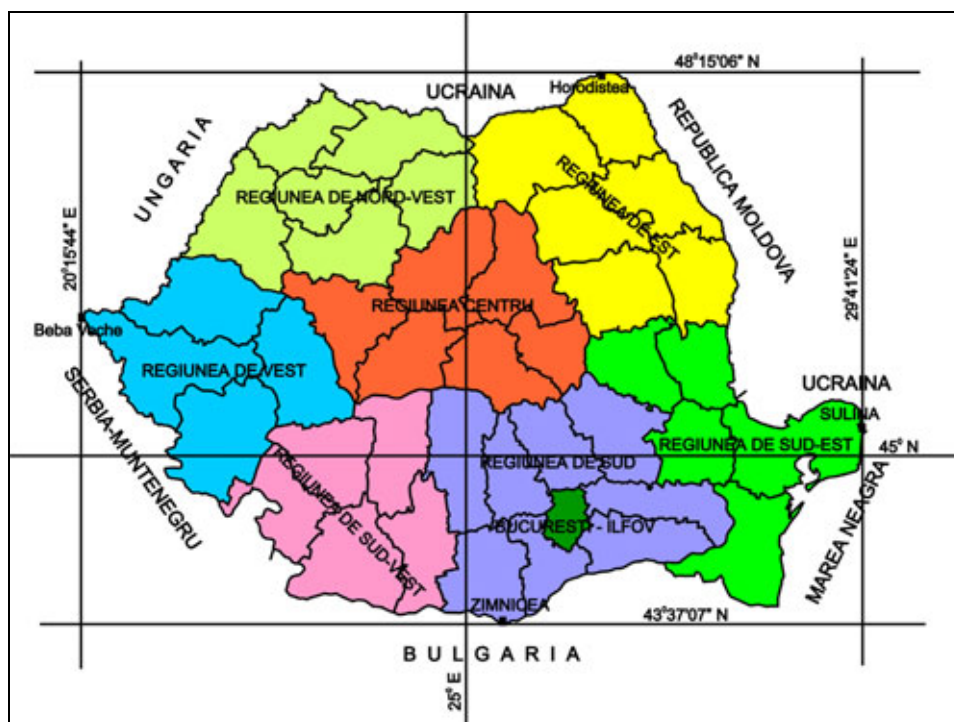 48°15'06" N
UCRAINA
Horodistea
UNGARIA
REPUBLICA MOLDOVA
REGIUNEA DE NORD-VEST
REGIUNEA DE EST
20°15'44" E
29°41'24" E
REGIUNEA CENTRU
Beba Veche
REGIUNEA DE VEST
UCRAINA
SULINA
SERBIA-MUNTENEGRU
REGIUNEA DE SUD-EST
45° N
REGIUNEA DE SUD
REGIUNEA DE SUD-VEST
BUCURESTI - ILFOV
MAREA NEAGRA
ZIMNICEA
43°37'07" N
BULGARIA
25° E